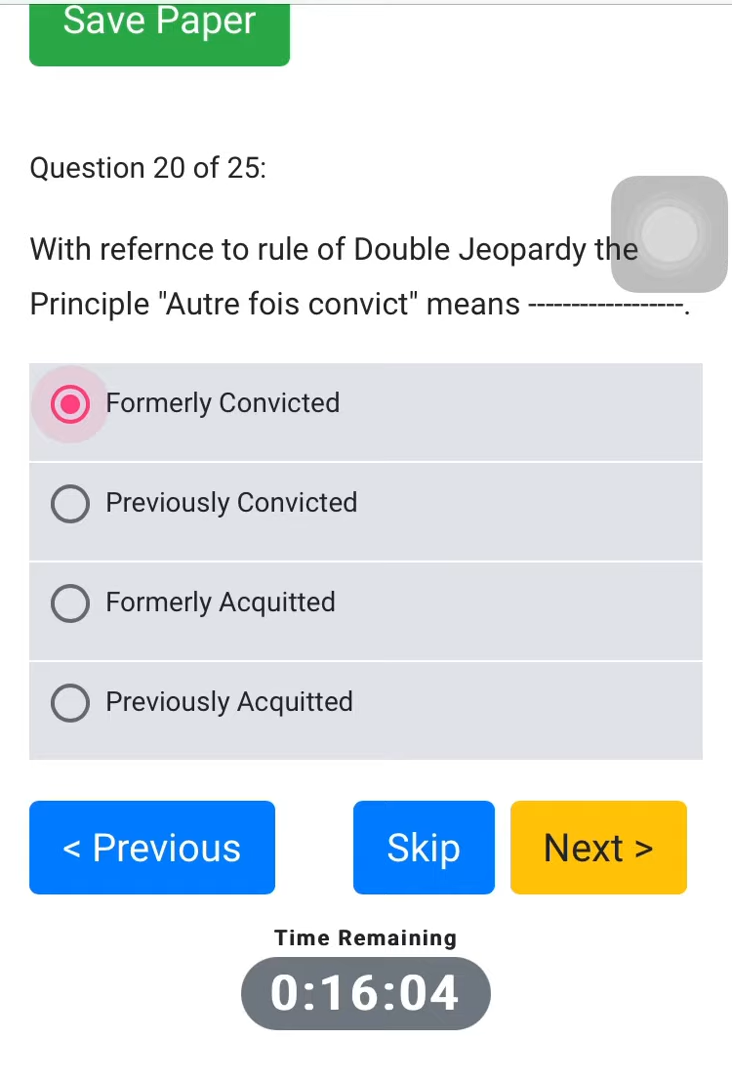 Save Paper
Question 20 of 25:
With refernce to rule of Double Jeopardy the
Principle "Autre fois convict" means ------------------.
Formerly Convicted
Previously Convicted
Formerly Acquitted
Previously Acquitted
< Previous
Skip
Next >
Time Remaining
0:16:04